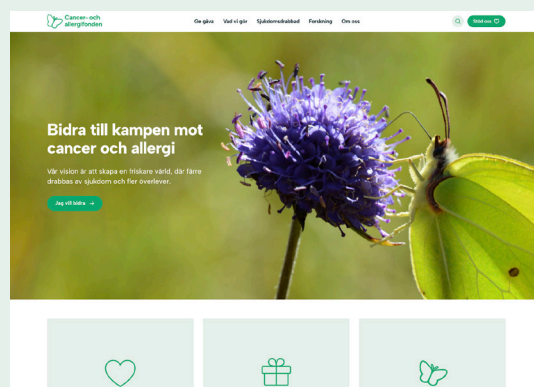 Cancer- och
allergifonden
Ge gåva Vad vi gör Sjukdomsdrabbad Forskning Om oss
Stöd oss
Bidra till kampen mot
cancer och allergi
Vår vision är att skapa en friskare värld, där färre
drabbas av sjukdom och fler överlever.
Jag vill bidra →